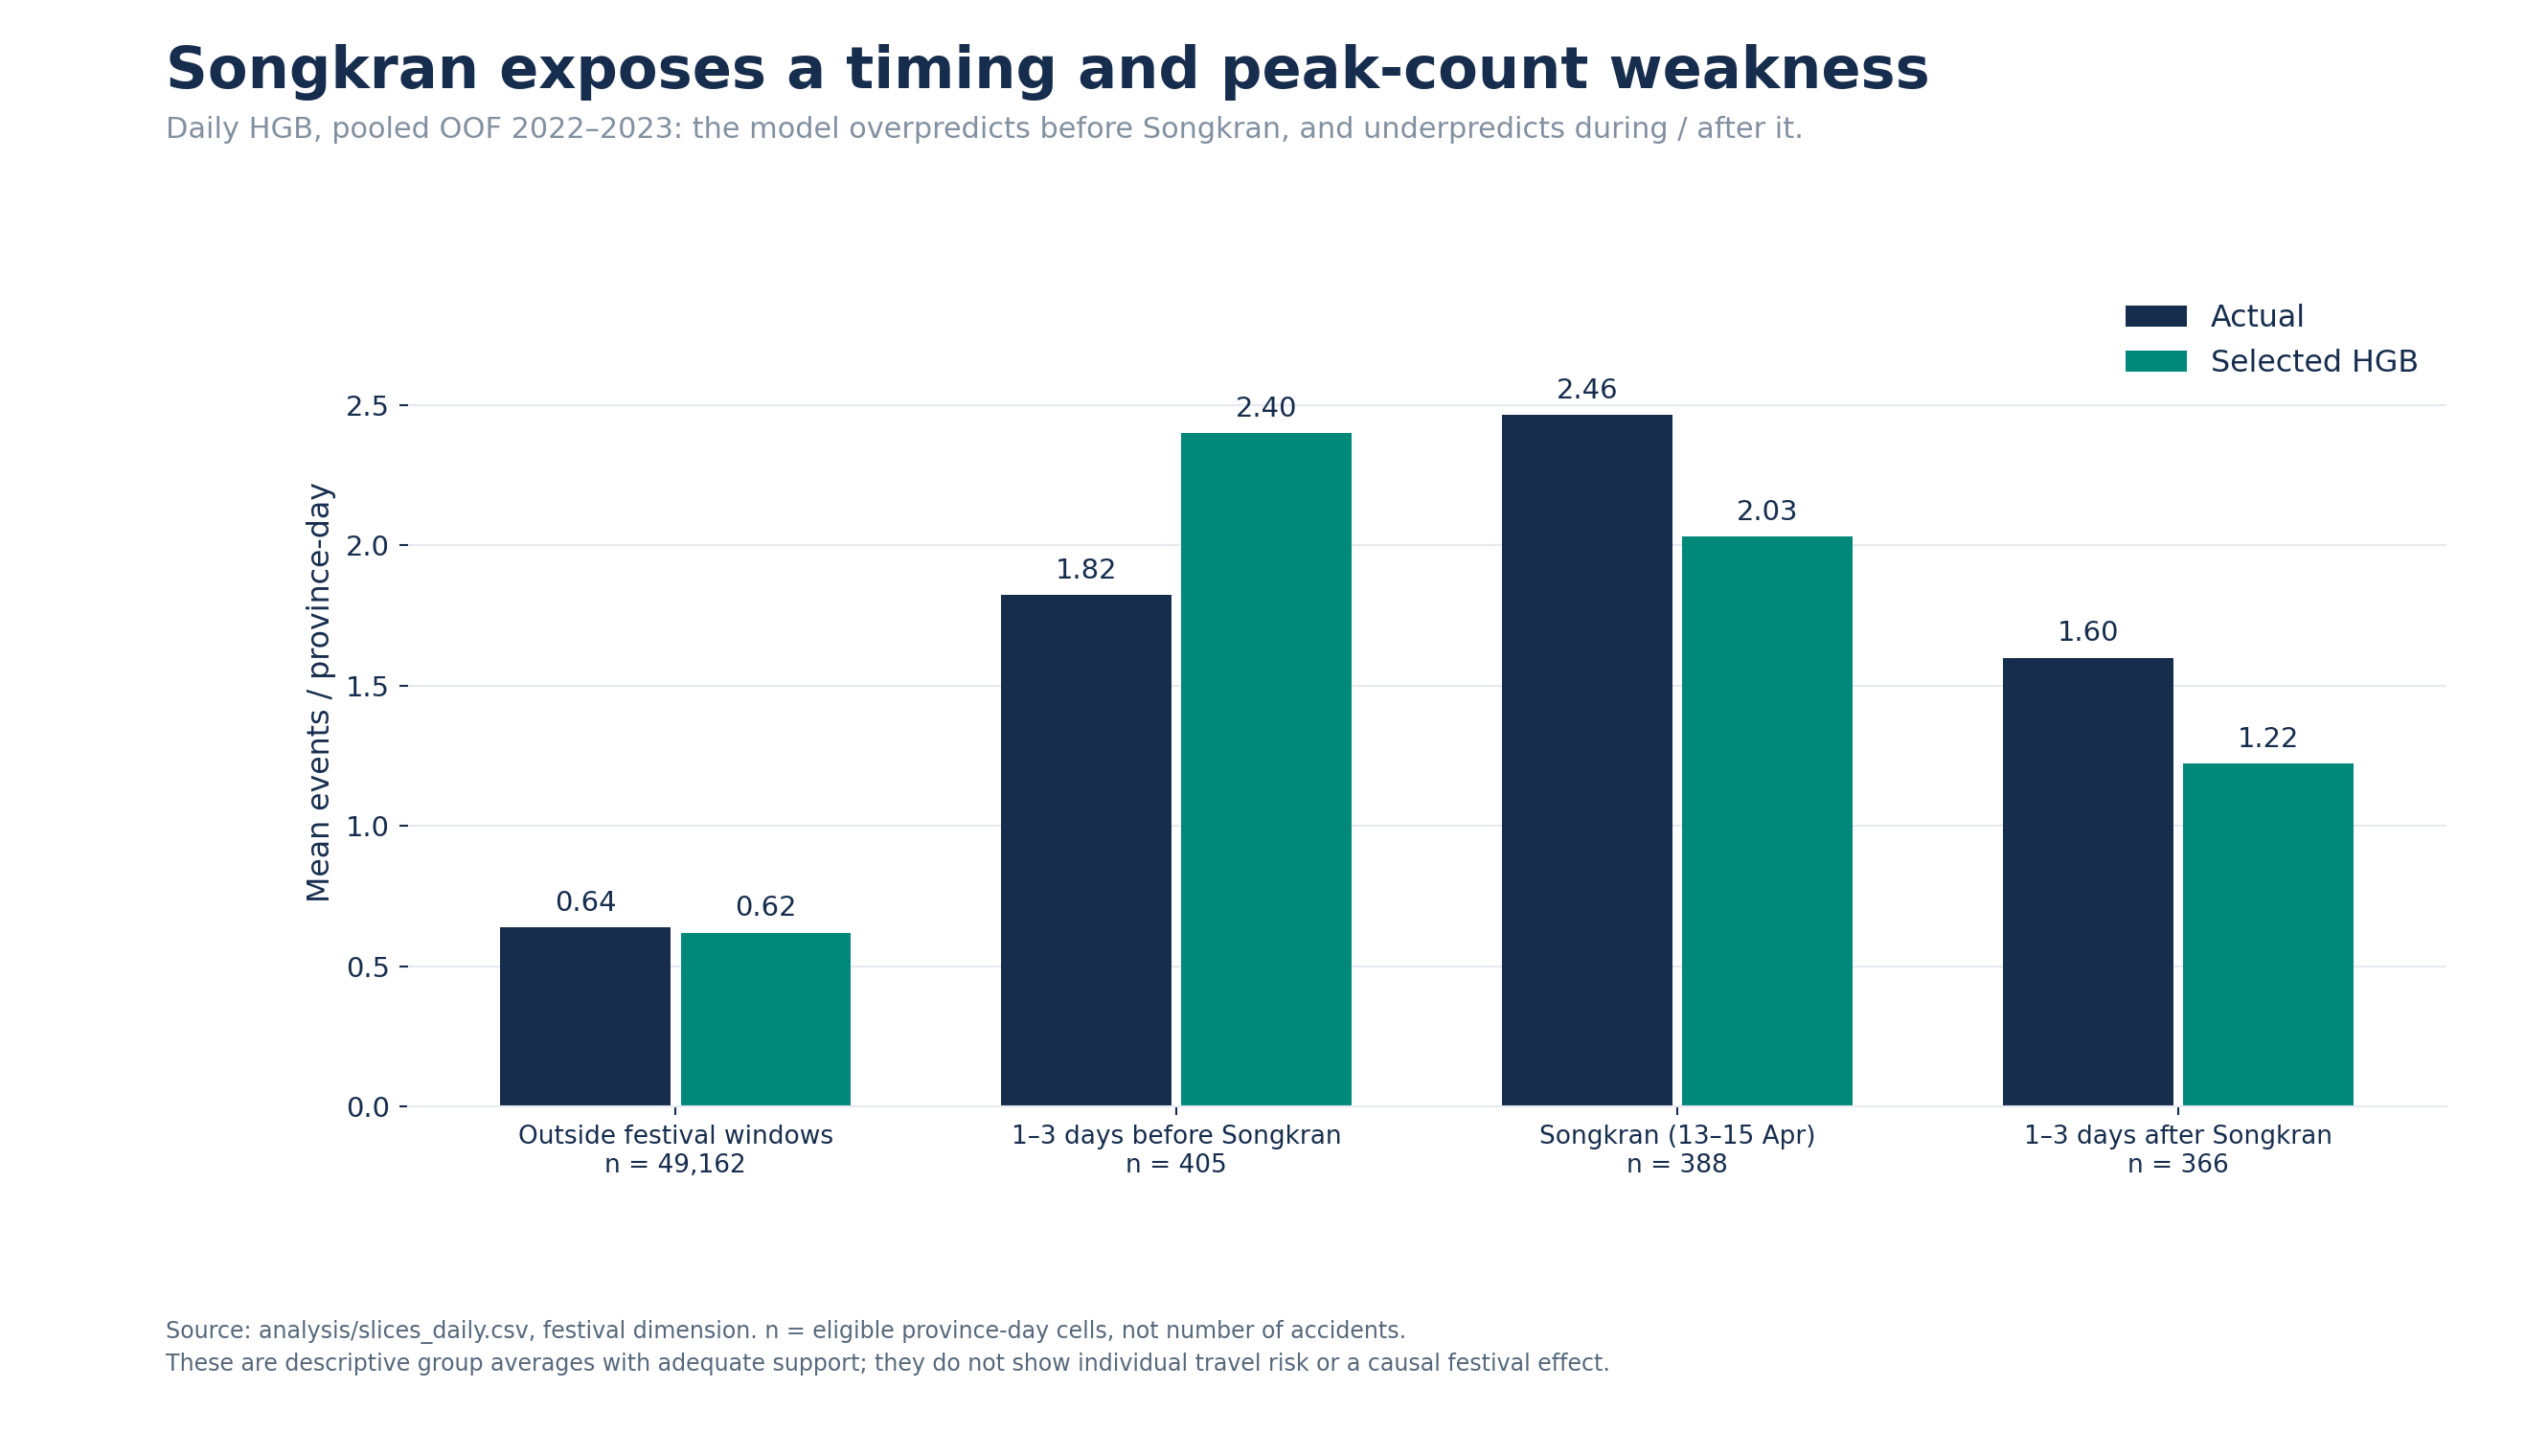 Songkran exposes a timing and peak-count weakness
Daily HGB, pooled OOF 2022–2023: the model overpredicts before Songkran, and underpredicts during / after it.
Actual
Selected HGB
Mean events / province-day
2.5
2.0
1.5
1.0
0.5
0.0
0.64
0.62
1.82
2.40
2.46
2.03
1.60
1.22
Outside festival windows
n = 49,162
1–3 days before Songkran
n = 405
Songkran (13–15 Apr)
n = 388
1–3 days after Songkran
n = 366
Source: analysis/slices_daily.csv, festival dimension. n = eligible province-day cells, not number of accidents.
These are descriptive group averages with adequate support; they do not show individual travel risk or a causal festival effect.